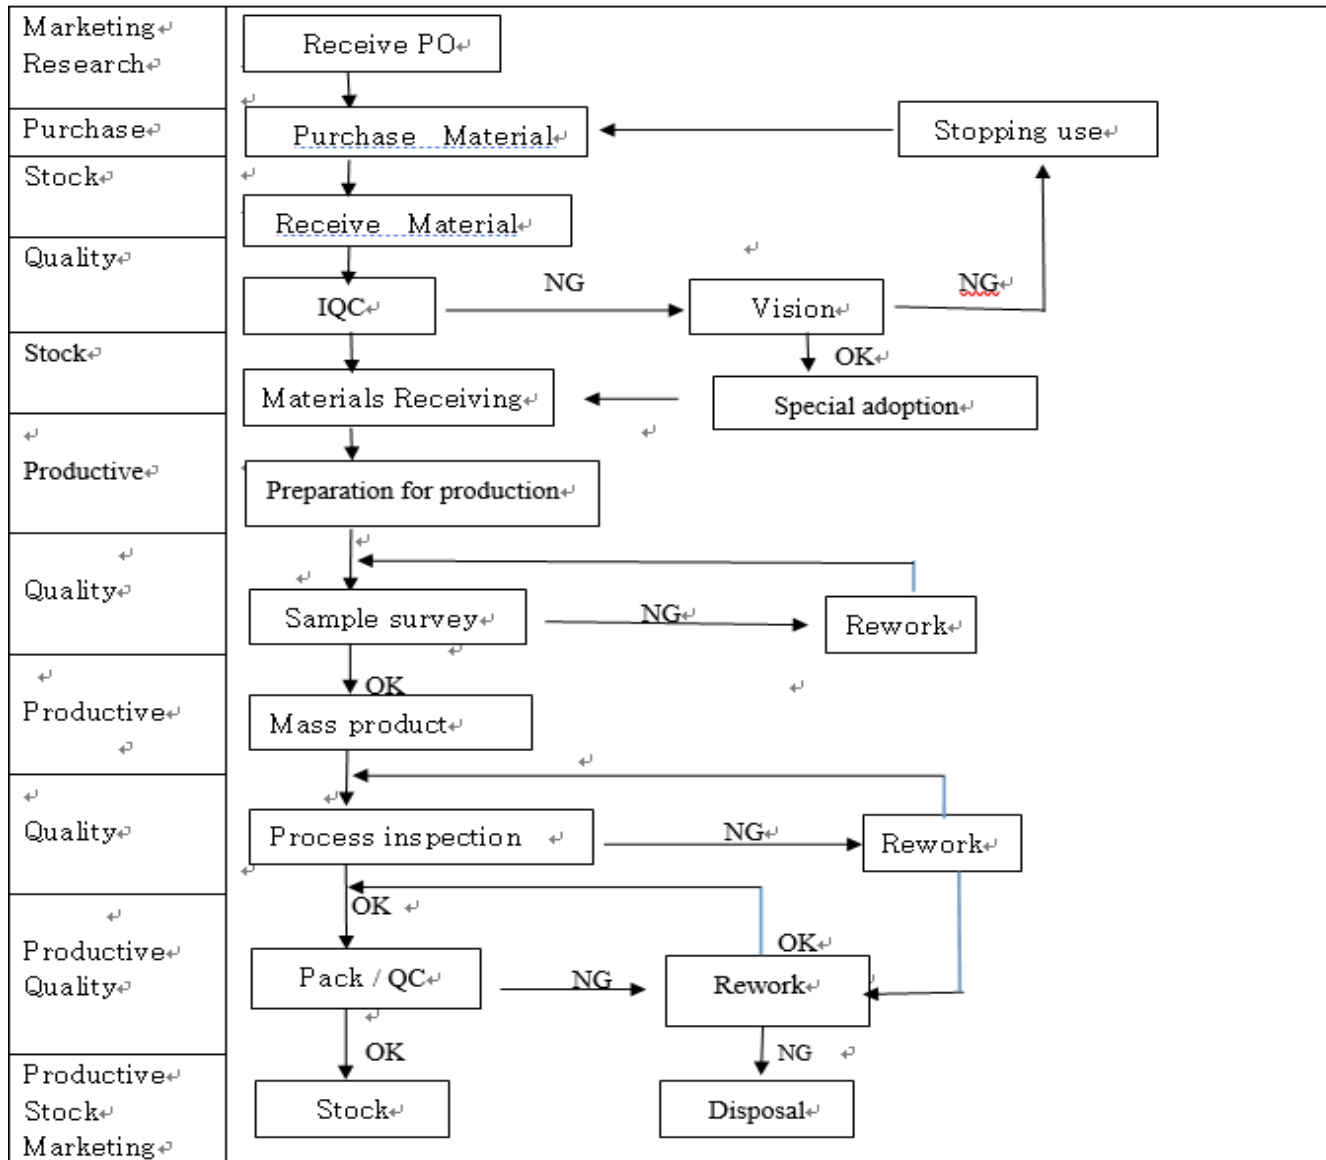 Marketing
Research
Receive PO
Purchase
Purchase Material
Stopping use
Stock
Receive Material
Quality
IQC
NG
Vision
NG
OK
Stock
Materials Receiving
Special adoption
Productive
Preparation for production
Quality
Sample survey
NG
Rework
OK
Productive
Mass product
Quality
Process inspection
NG
Rework
OK
Productive
Quality
Pack / QC
NG
OK
Rework
OK
NG
Productive
Stock
Marketing
Stock
Disposal